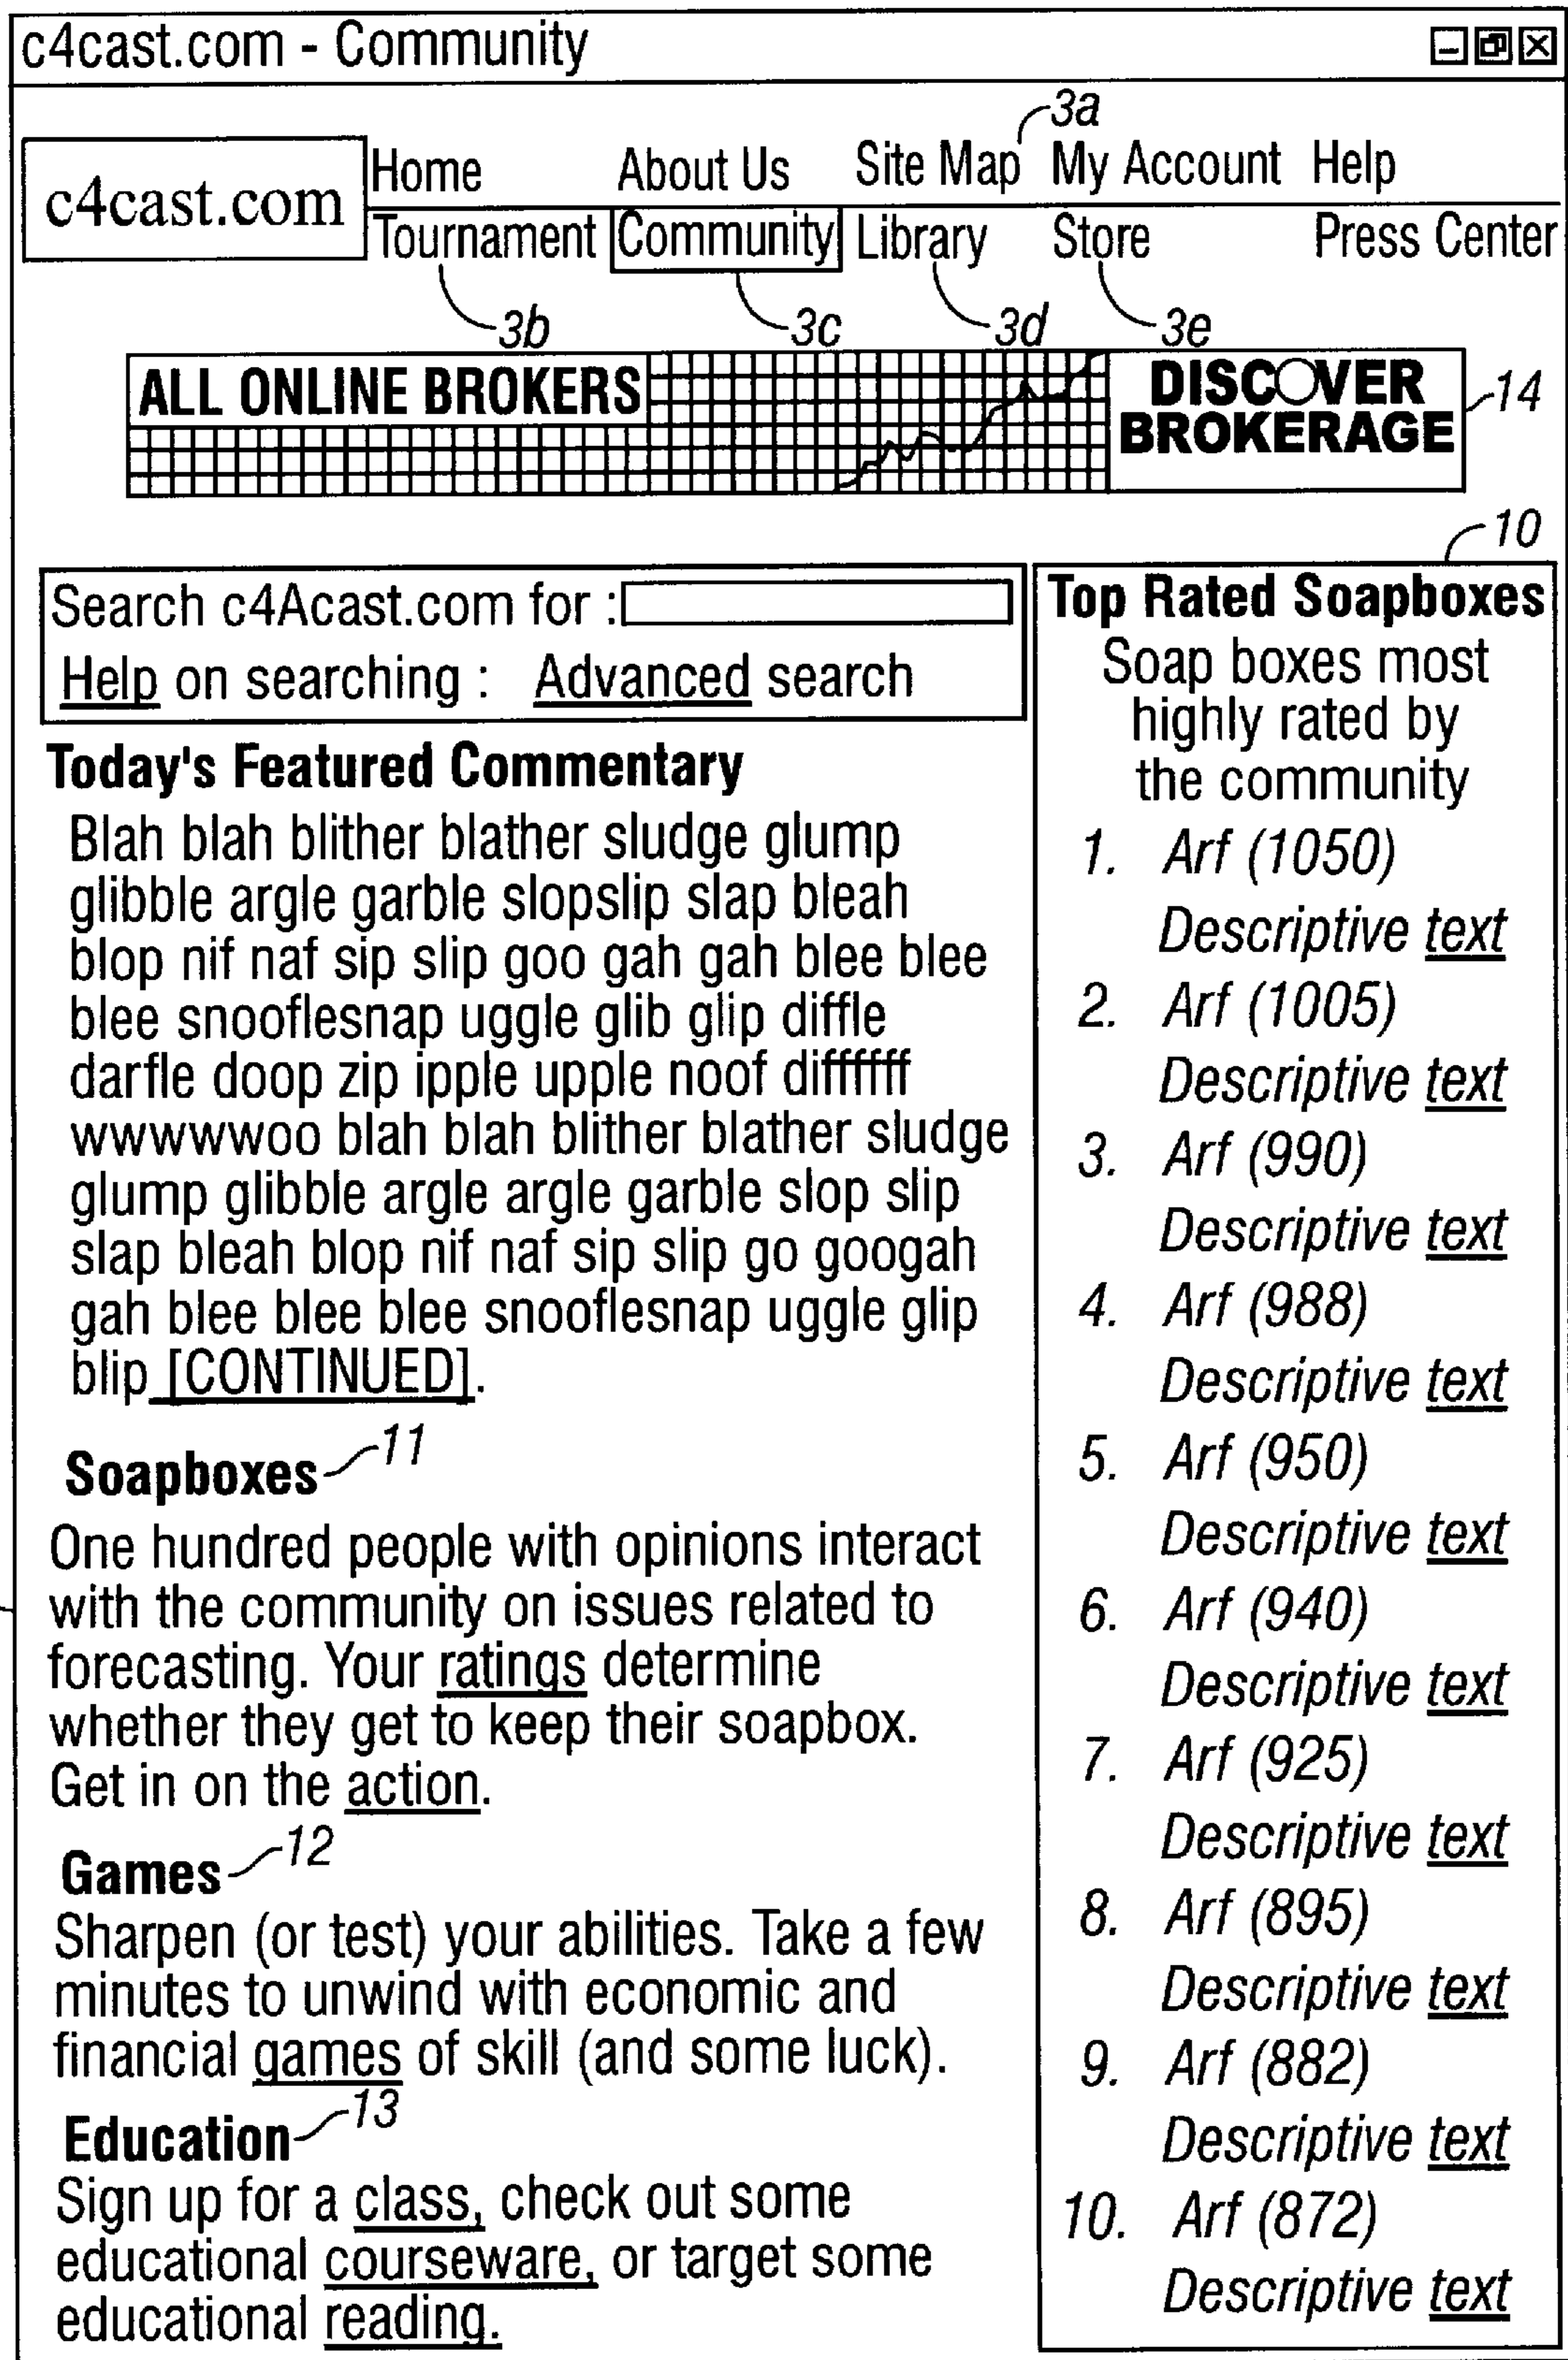 c4cast.com - Community
3a
c4cast.com
Home About Us Site Map My Account Help
Tournament Community Library Store Press Center
3b 3c 3d 3e
ALL ONLINE BROKERS
DISCOVER
BROKERAGE
14
10
Search c4Acast.com for :
Help on searching : Advanced search
Today's Featured Commentary
Blah blah blither blather sludge glump
glibble argle garble slopslip slap bleah
blop nif naf sip slip goo gah gah blee blee
blee snooflesnap uggle glib glip diffle
darfle doop zip ipple upple noof diffffff
wwwwwoo blah blah blither blather sludge
glump glibble argle argle garble slop slip
slap bleah blop nif naf sip slip go googah
gah blee blee blee snooflesnap uggle glip
blip [CONTINUED].
Soapboxes 11
One hundred people with opinions interact
with the community on issues related to
forecasting. Your ratings determine
whether they get to keep their soapbox.
Get in on the action.
Games 12
Sharpen (or test) your abilities. Take a few
minutes to unwind with economic and
financial games of skill (and some luck).
Education 13
Sign up for a class, check out some
educational courseware, or target some
educational reading.
Top Rated Soapboxes
Soap boxes most
highly rated by
the community
1. Arf (1050)
Descriptive text
2. Arf (1005)
Descriptive text
3. Arf (990)
Descriptive text
4. Arf (988)
Descriptive text
5. Arf (950)
Descriptive text
6. Arf (940)
Descriptive text
7. Arf (925)
Descriptive text
8. Arf (895)
Descriptive text
9. Arf (882)
Descriptive text
10. Arf (872)
Descriptive text